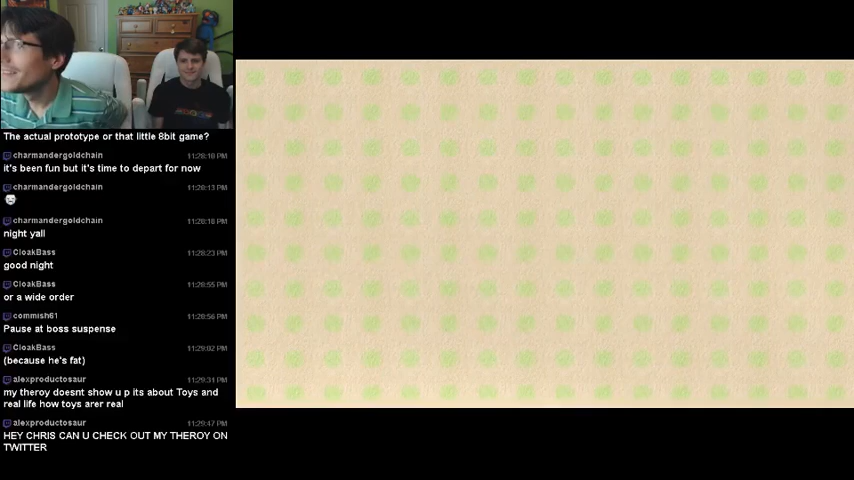 The actual prototype or that little 8bit game?
charmandergoldchain 11:28:10 PM
it's been fun but it's time to depart for now
charmandergoldchain 11:28:13 PM
charmandergoldchain 11:28:18 PM
night yall
CloakBass 11:28:23 PM
good night
CloakBass 11:28:55 PM
or a wide order
commish61 11:28:56 PM
Pause at boss suspense
CloakBass 11:29:02 PM
(because he's fat)
alexproductosaur 11:29:31 PM
my theroy doesnt show u p its about Toys and
real life how toys arer real
alexproductosaur 11:29:47 PM
HEY CHRIS CAN U CHECK OUT MY THEROY ON
TWITTER